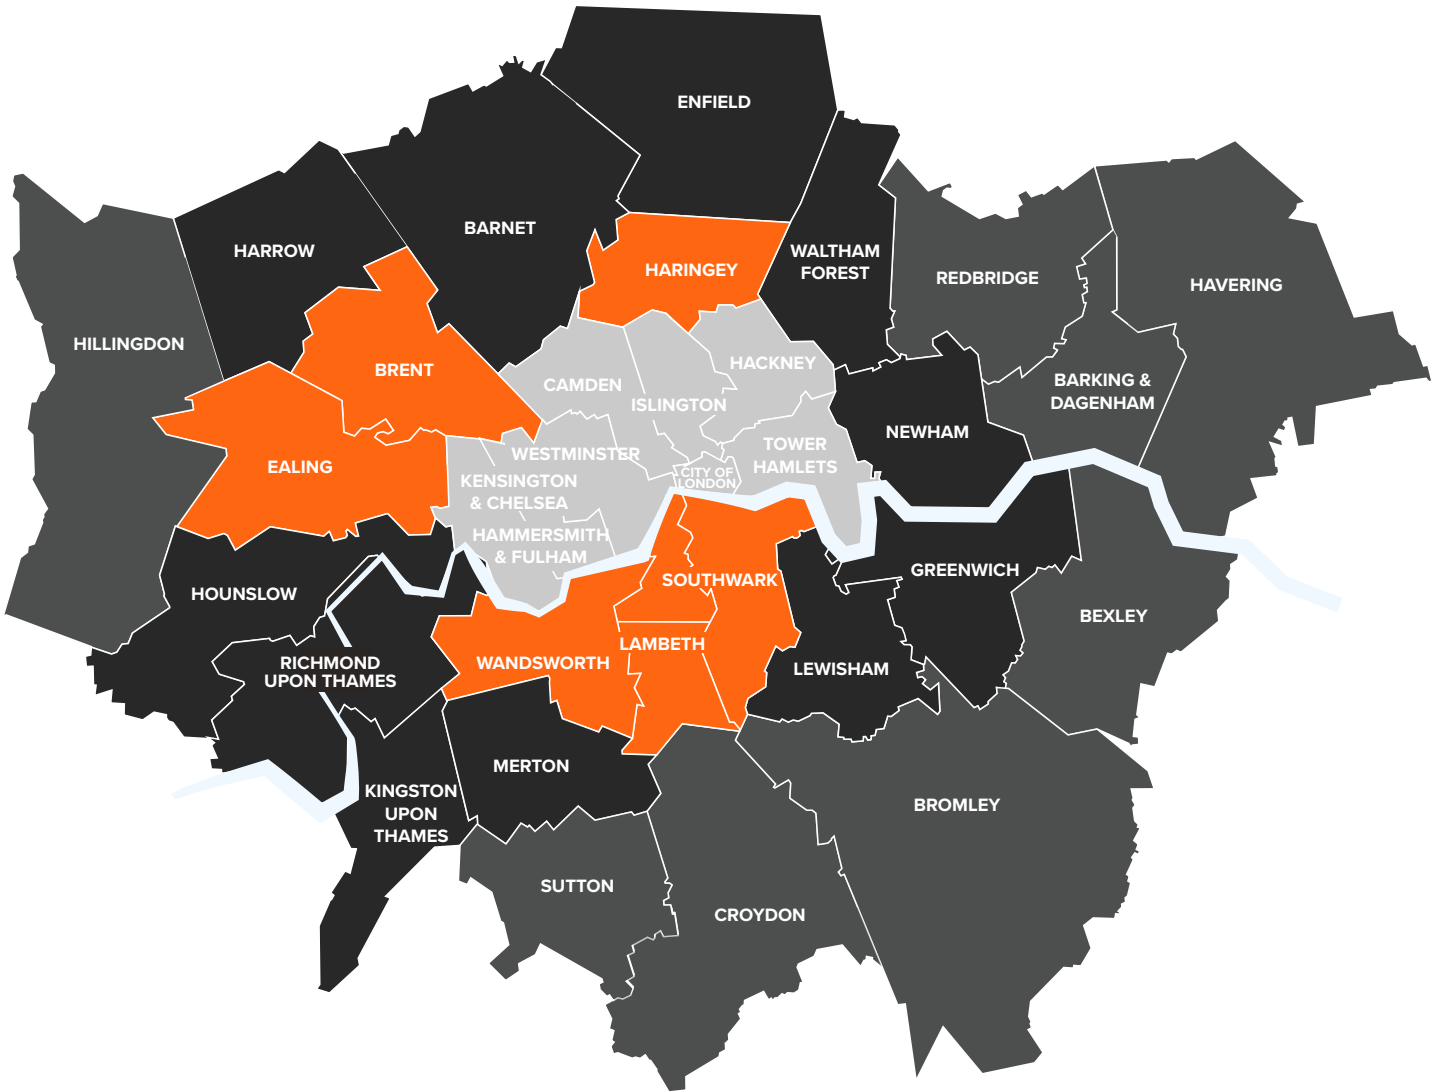 ENFIELD
BARNET
HARROW
HARINGEY
WALTHAM
FOREST
REDBRIDGE
HAVERING
HILLINGDON
BRENT
CAMDEN
HACKNEY
ISLINGTON
BARKING &
DAGENHAM
NEWHAM
EALING
WESTMINSTER
TOWER
HAMLETS
CITY OF
LONDON
KENSINGTON
& CHELSEA
HAMMERSMITH
& FULHAM
HOUNSLOW
SOUTHWARK
GREENWICH
BEXLEY
RICHMOND
UPON THAMES
WANDSWORTH
LAMBETH
LEWISHAM
MERTON
KINGSTON
UPON
THAMES
BROMLEY
SUTTON
CROYDON